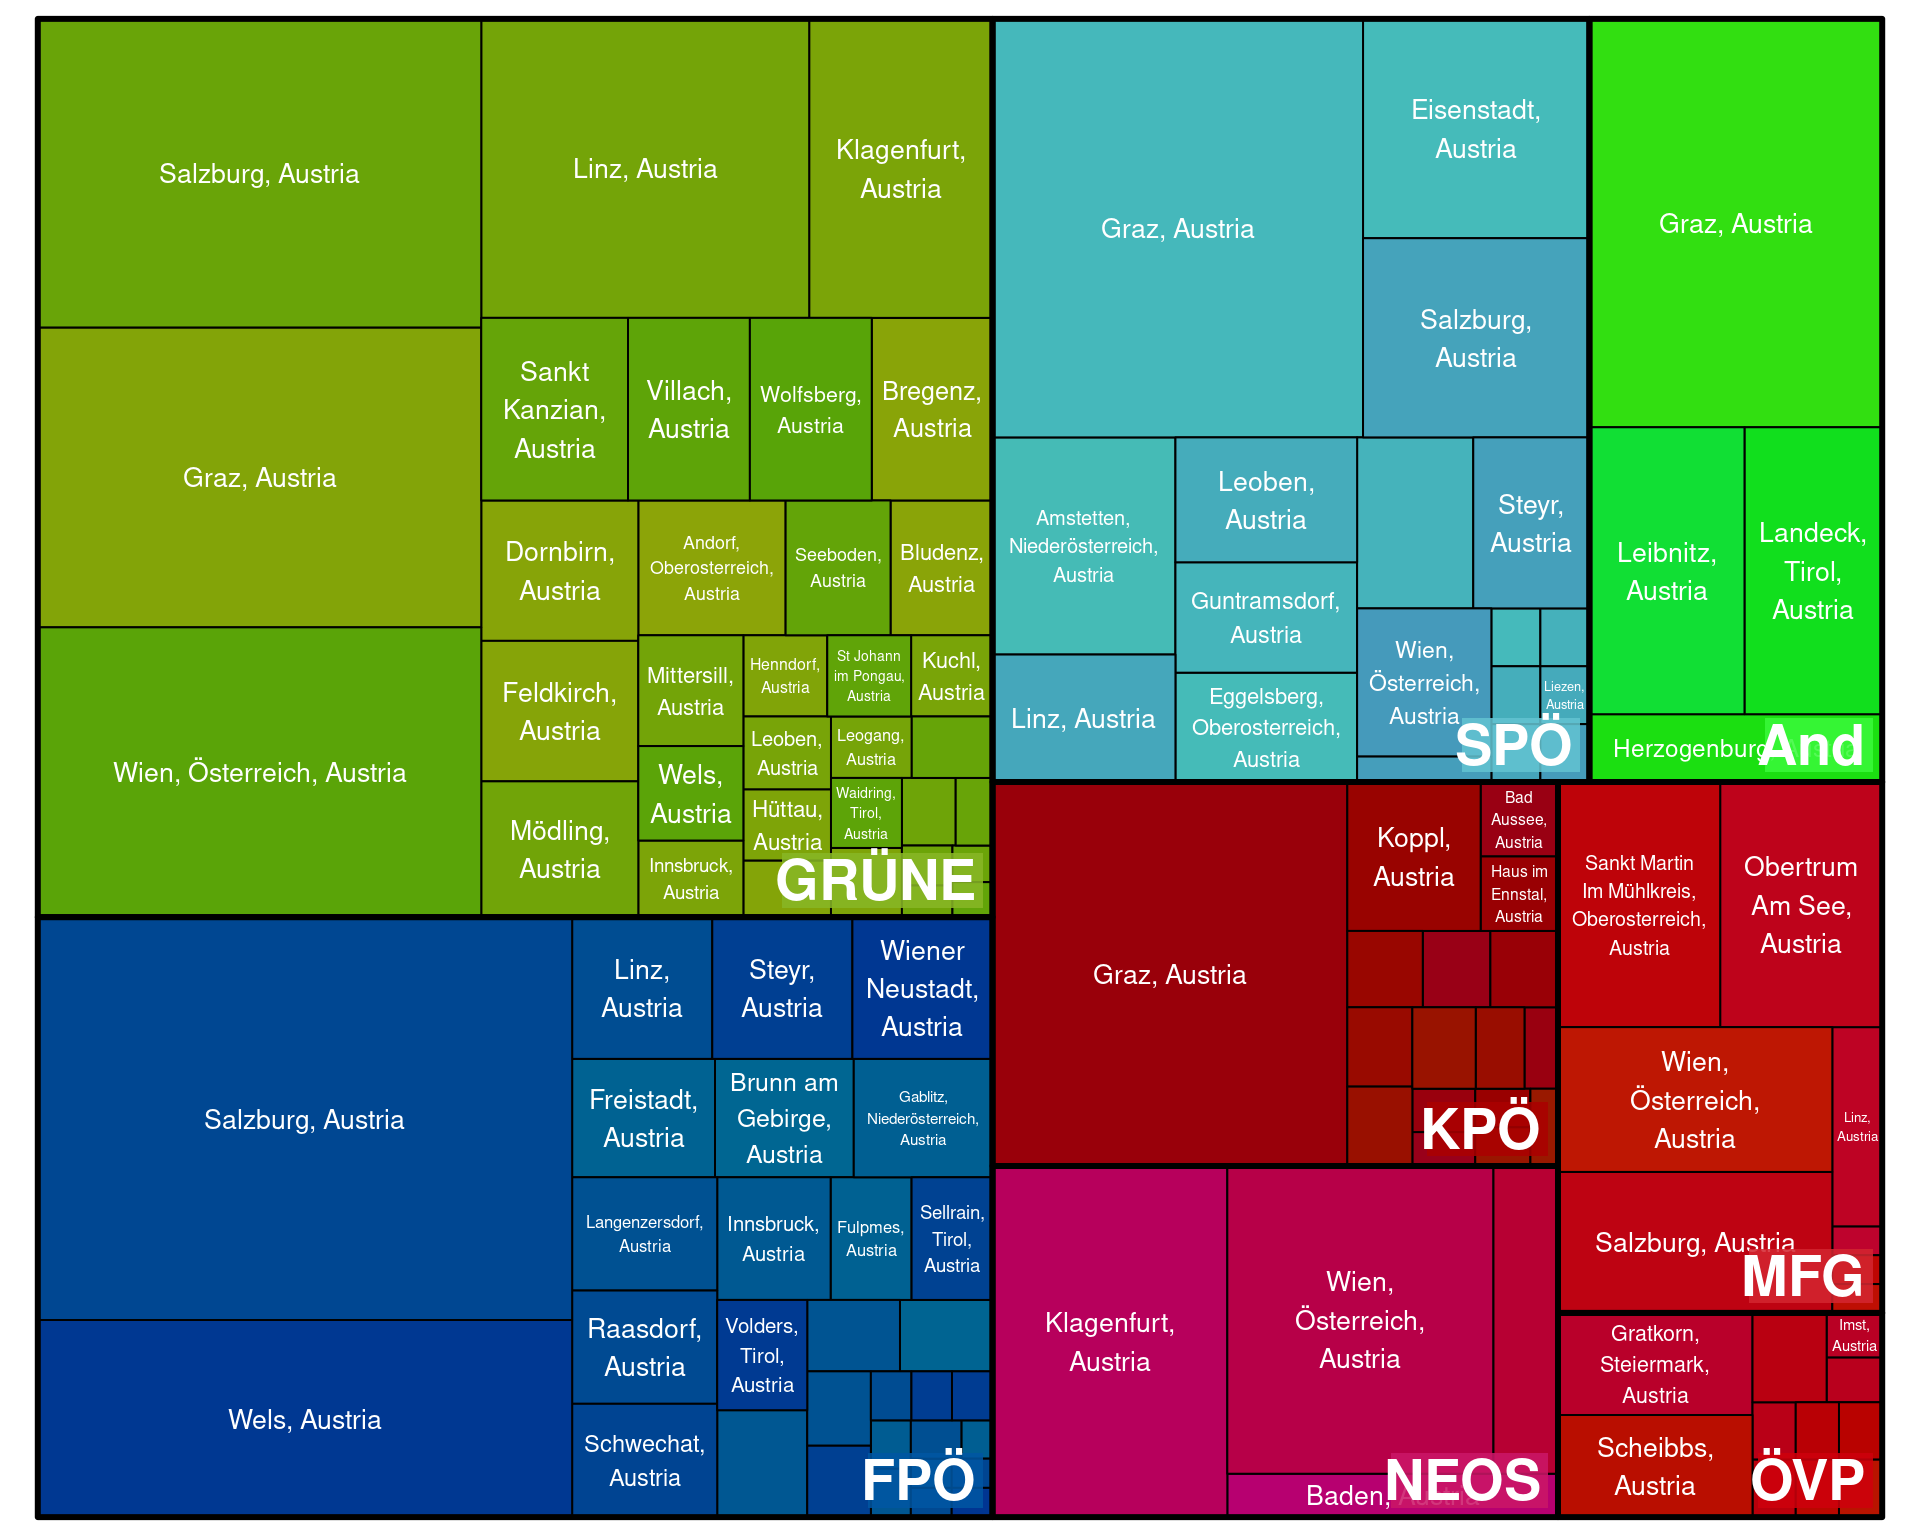 Salzburg, Austria
Linz, Austria
Klagenfurt,
Austria
Graz, Austria
Wien, Österreich, Austria
Sankt
Kanzian,
Austria
Villach,
Austria
Wolfsberg,
Austria
Bregenz,
Austria
Dornbirn,
Austria
Andorf,
Oberosterreich,
Austria
Seeboden,
Austria
Bludenz,
Austria
Feldkirch,
Austria
Mödling,
Austria
Mittersill,
Austria
Wels,
Austria
Innsbruck,
Austria
Henndorf,
Austria
St Johann
im Pongau,
Austria
Kuchl,
Austria
Leoben,
Austria
Leogang,
Austria
Hüttau,
Austria
Waidring,
Tirol,
Austria
GRÜNE
Graz, Austria
Eisenstadt,
Austria
Salzburg,
Austria
Amstetten,
Niederösterreich,
Austria
Linz, Austria
Leoben,
Austria
Guntramsdorf,
Austria
Eggelsberg,
Oberosterreich,
Austria
Steyr,
Austria
Wien,
Österreich,
Austria
Liezen,
Austria
SPÖ
Graz, Austria
Leibnitz,
Austria
Landeck,
Tirol,
Austria
Herzogenburg
And
Salzburg, Austria
Wels, Austria
Linz,
Austria
Steyr,
Austria
Wiener
Neustadt,
Austria
Freistadt,
Austria
Brunn am
Gebirge,
Austria
Gablitz,
Niederösterreich,
Austria
Langenzersdorf,
Austria
Innsbruck,
Austria
Fulpmes,
Austria
Sellrain,
Tirol,
Austria
Raasdorf,
Austria
Volders,
Tirol,
Austria
Schwechat,
Austria
FPÖ
Graz, Austria
Koppl,
Austria
Bad
Aussee,
Austria
Haus im
Ennstal,
Austria
KPÖ
Sankt Martin
Im Mühlkreis,
Oberosterreich,
Austria
Obertrum
Am See,
Austria
Wien,
Österreich,
Austria
Linz,
Austria
Salzburg, Austria
MFG
Klagenfurt,
Austria
Wien,
Österreich,
Austria
Baden, Austria
NEOS
Gratkorn,
Steiermark,
Austria
Scheibbs,
Austria
Imst,
Austria
ÖVP